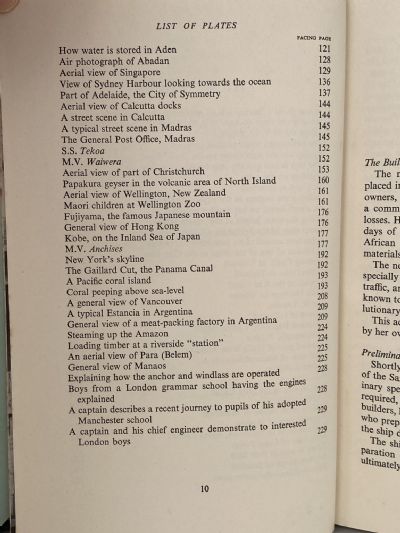 LIST OF PLATES
FACING PAGE
How water is stored in Aden 121
Air photograph of Abadan 128
Aerial view of Singapore 129
View of Sydney Harbour looking towards the ocean 136
Part of Adelaide, the City of Symmetry 137
Aerial view of Calcutta docks 144
A street scene in Calcutta 144
A typical street scene in Madras 145
The General Post Office, Madras 145
S.S. Tekoa 152
M.V. Waiwera 152
Aerial view of part of Christchurch 153
Papakura geyser in the volcanic area of North Island 160
Aerial view of Wellington, New Zealand 161
Maori children at Wellington Zoo 161
Fujiyama, the famous Japanese mountain 176
General view of Hong Kong 176
Kobe, on the Inland Sea of Japan 177
M.V. Anchises 177
New York's skyline 192
The Gaillard Cut, the Panama Canal 192
A Pacific coral island 193
Coral peeping above sea-level 193
A general view of Vancouver 208
A typical Estancia in Argentina 209
General view of a meat-packing factory in Argentina 209
Steaming up the Amazon 224
Loading timber at a riverside "station" 224
An aerial view of Para (Belem) 225
General view of Manaos 225
Explaining how the anchor and windlass are operated 228
Boys from a London grammar school having the engines
explained 228
A captain describes a recent journey to pupils of his adopted
Manchester school 229
A captain and his chief engineer demonstrate to interested
London boys 229
10
The Buil
The n
placed i
owners,
a comm
losses. H
days of
African
materials
The ne
specially
traffic, a
known to
lutionary
This ac
by her ov
Prelimina
Shortly
of the Sa
inary spe
required,
builders,
who prep
the ship d
The shi
paration
ultimately